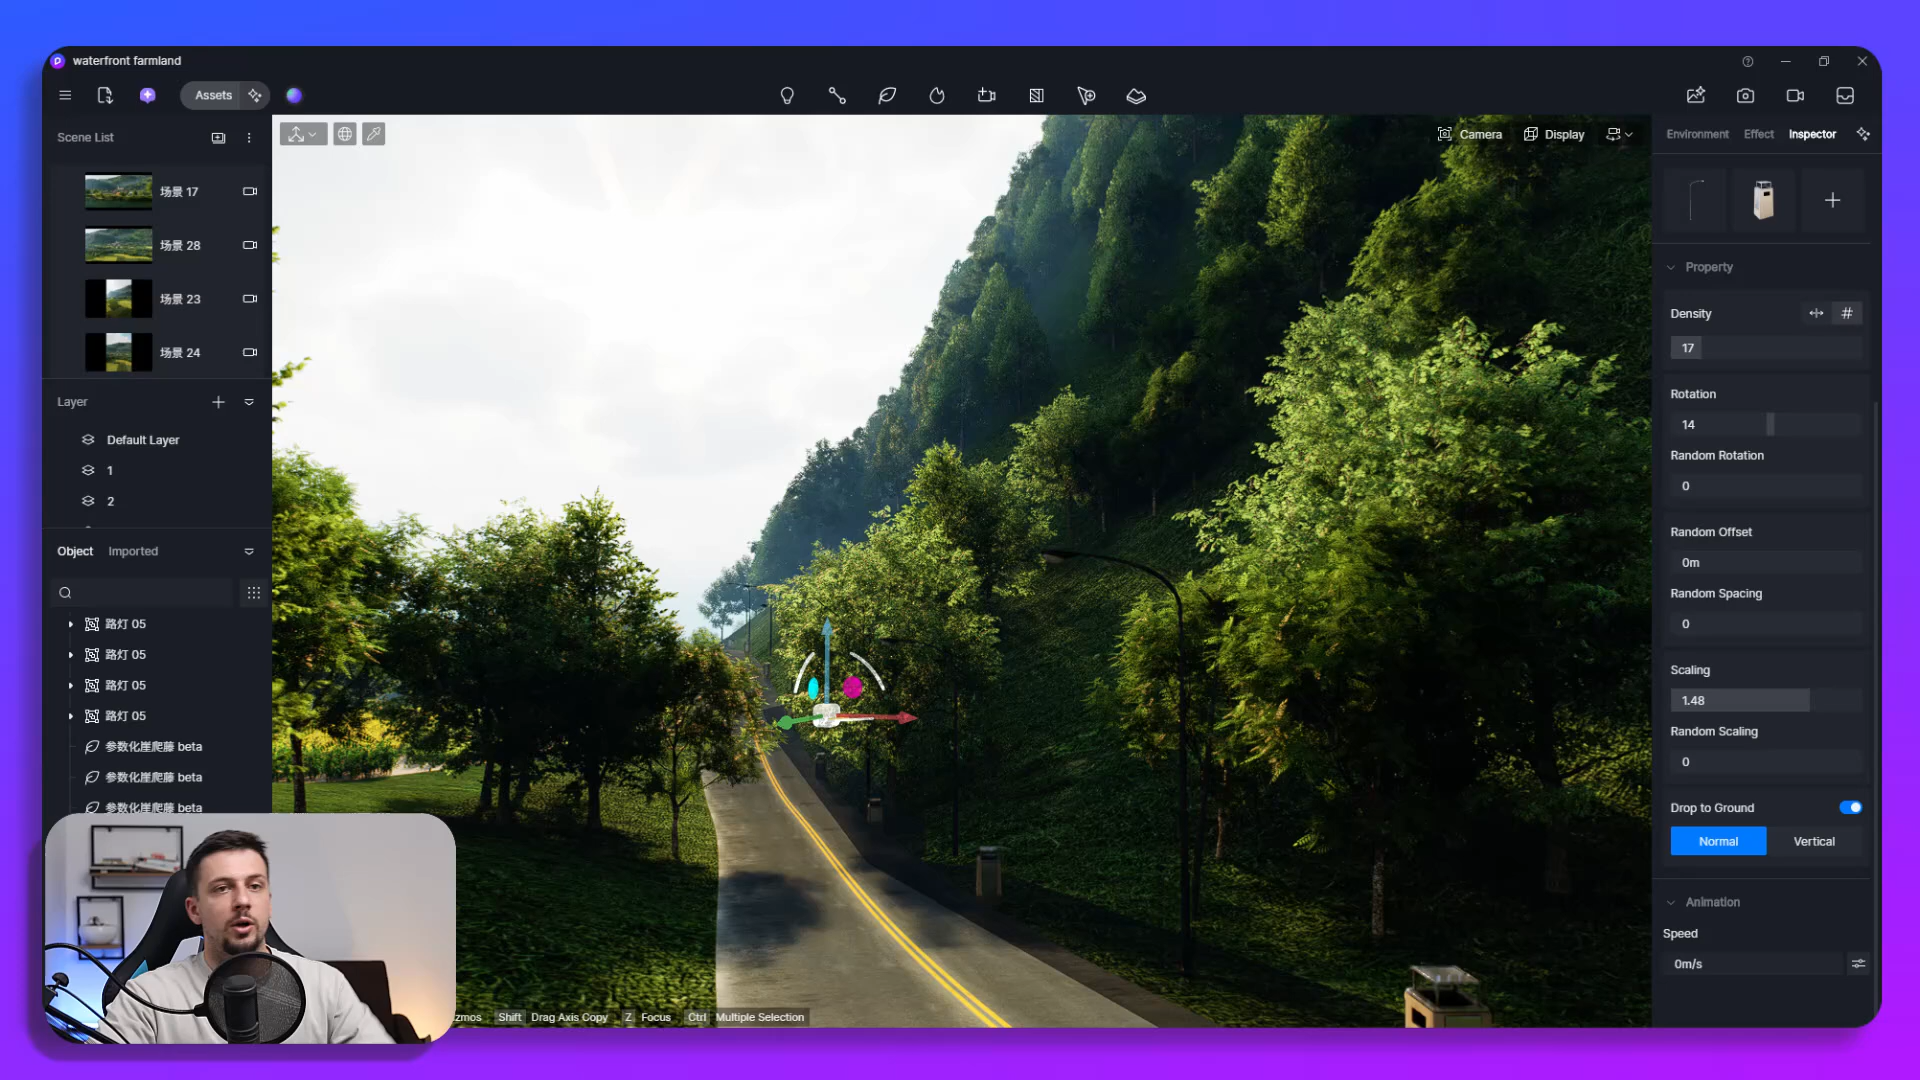 waterfront farmland
Assets
Scene List
场景 17
场景 28
场景 23
场景 24
Layer
Default Layer
1
2
Object Imported
路灯 05
路灯 05
路灯 05
路灯 05
参数化崖爬藤 beta
参数化崖爬藤 beta
参数化崖爬藤 beta
Camera Display
zmos Shift Drag Axis Copy Z Focus Ctrl Multiple Selection
Environment Effect Inspector
Property
Density
#
17
Rotation
14
Random Rotation
0
Random Offset
0m
Random Spacing
0
Scaling
1.48
Random Scaling
0
Drop to Ground
Normal Vertical
Animation
Speed
0m/s